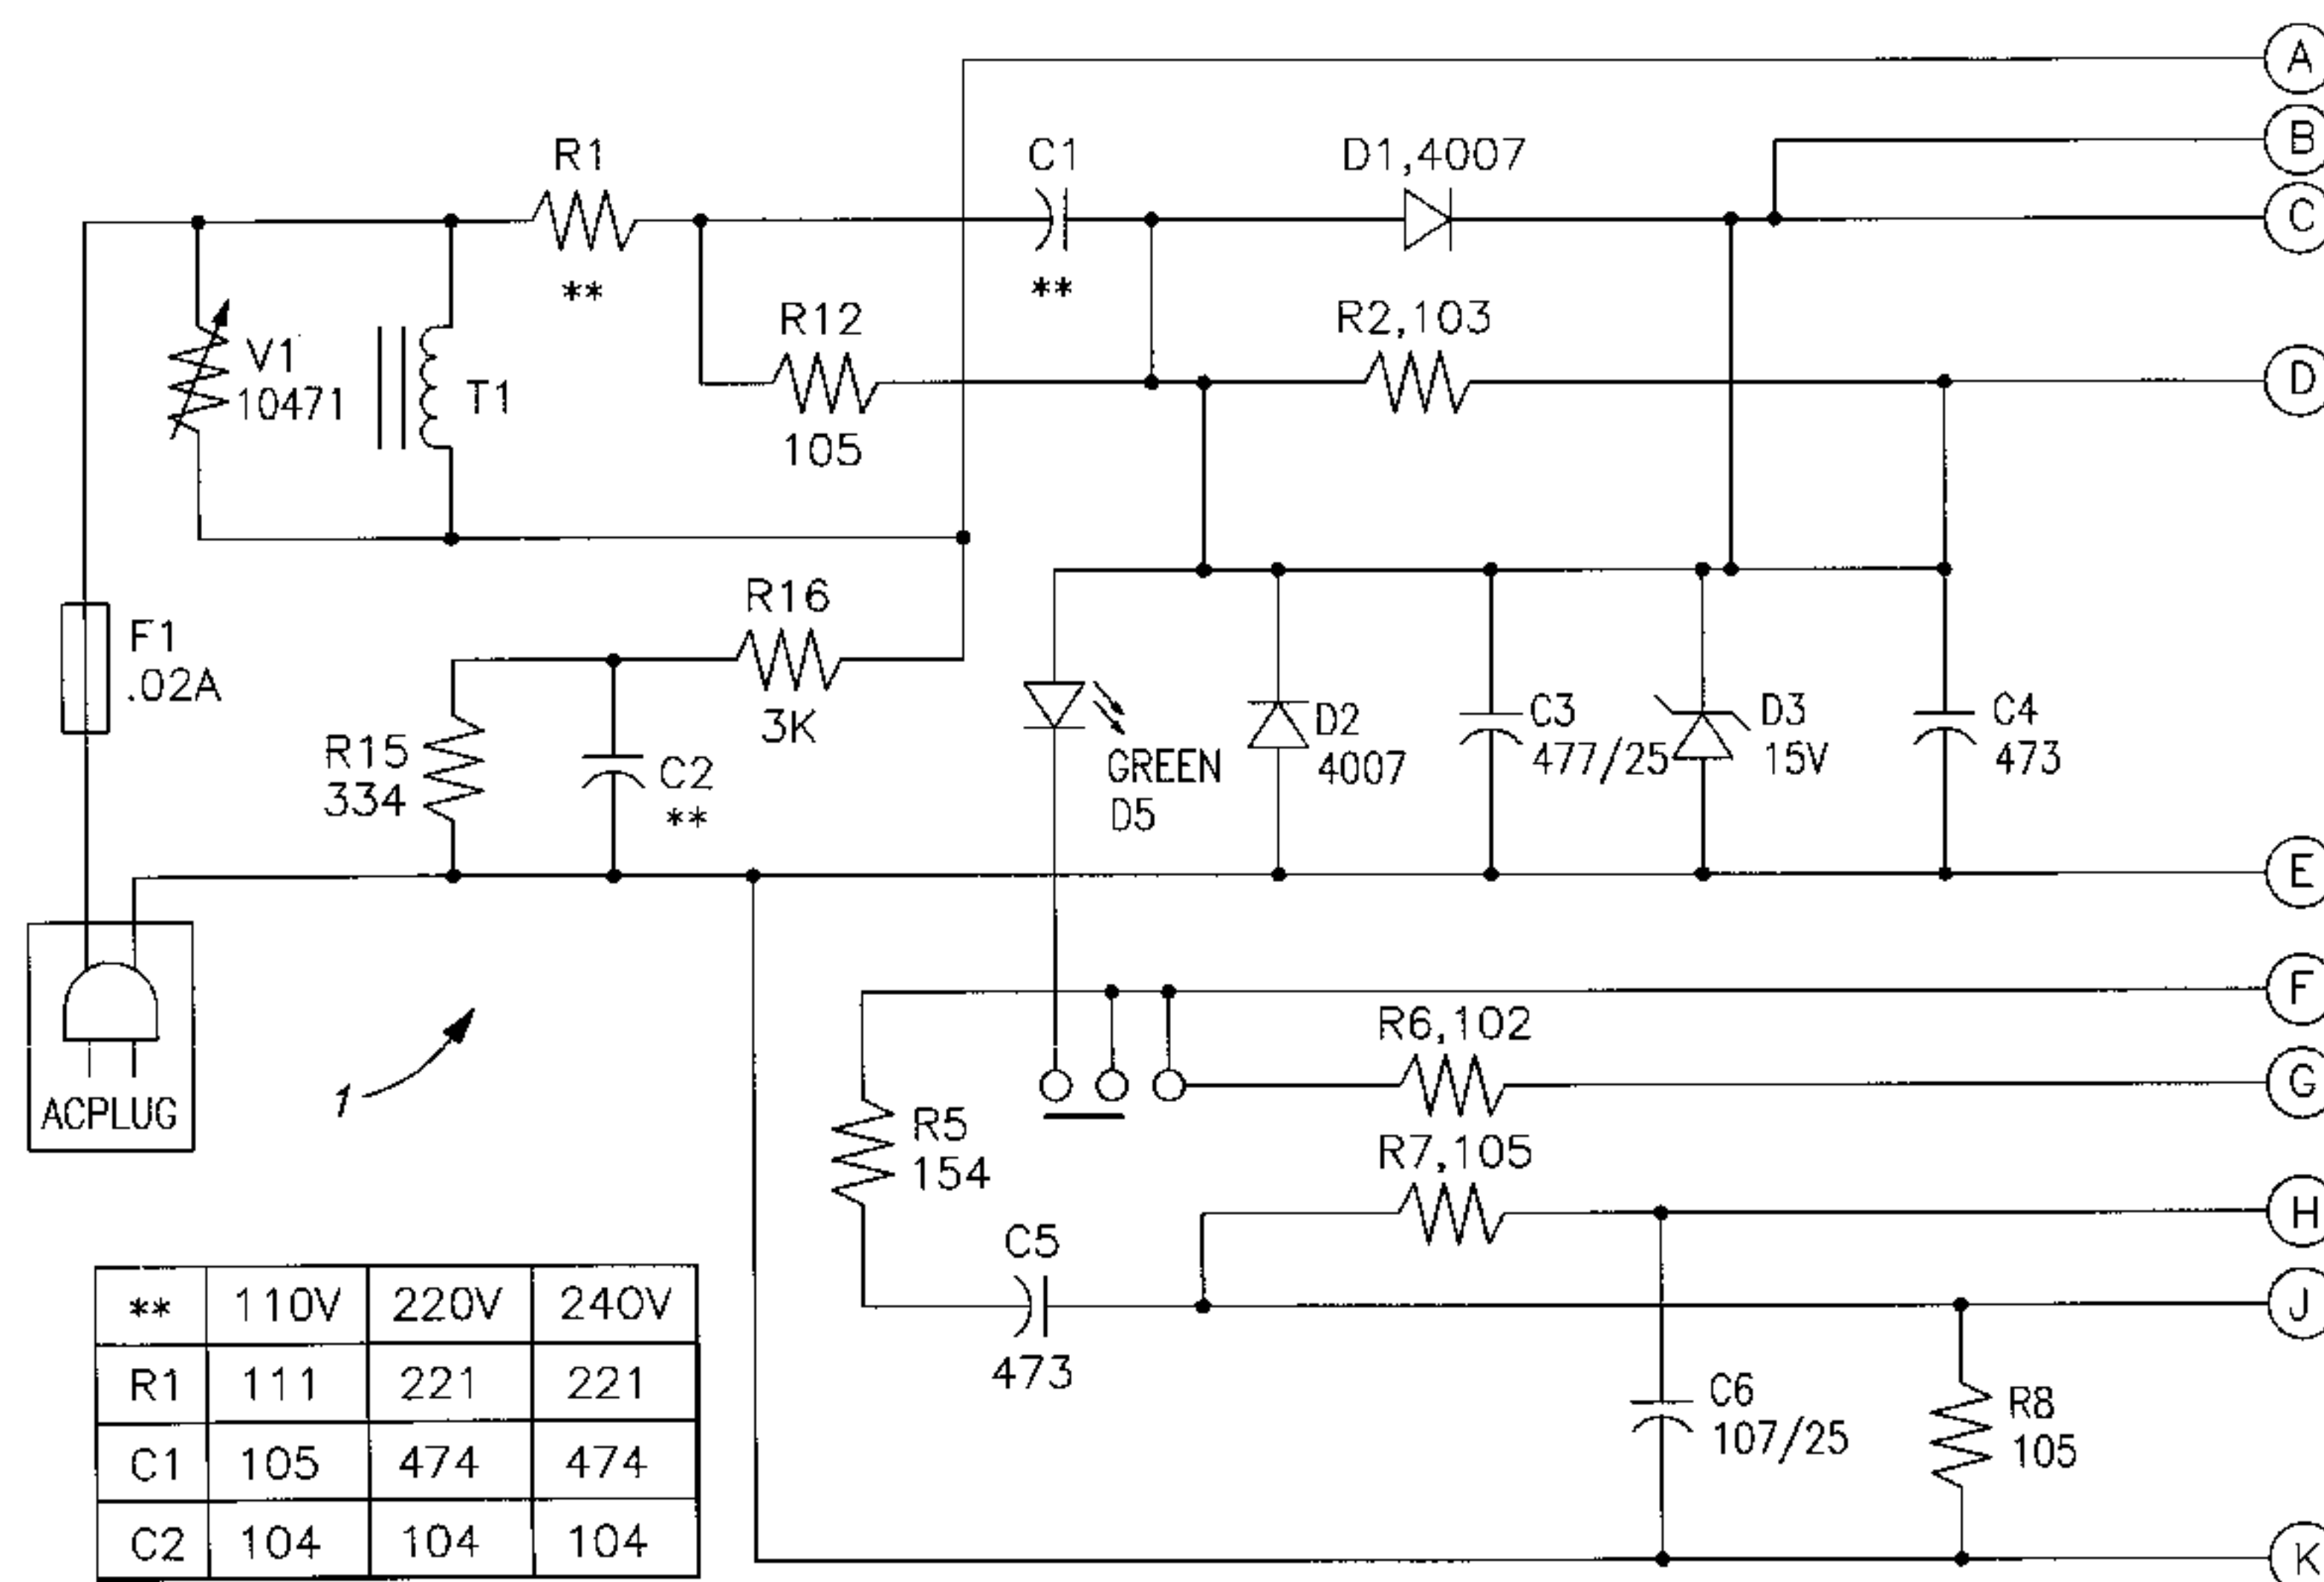 A
B
R1
C1
D1,4007
C
**
**
R12
R2,103
V1
10471
T1
D
105
R16
F1
.02A
3K
R15
334
C2
**
GREEN
D5
D2
4007
C3
477/25
D3
15V
C4
473
E
F
R6,102
G
ACPLUG
1
R5
154
R7,105
H
C5
473
J
C6
107/25
R8
105
K
** 110V 220V 240V
R1 111 221 221
C1 105 474 474
C2 104 104 104